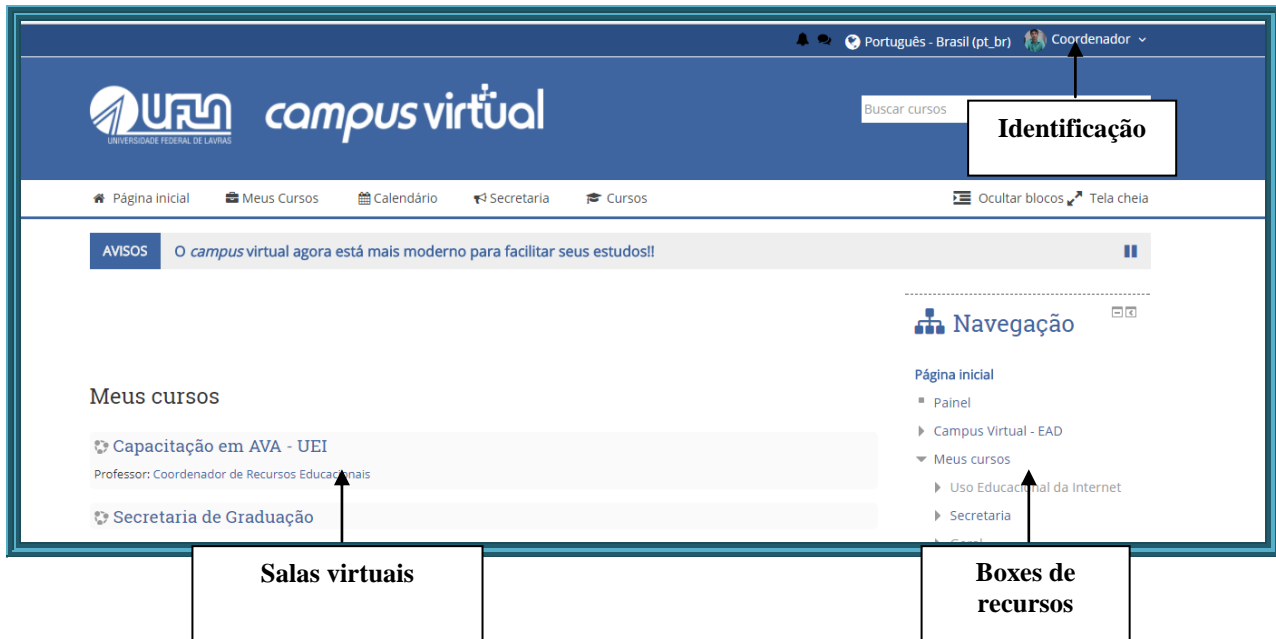 Português - Brasil (pt_br) Coordenador
UFLA campus virtual
UNIVERSIDADE FEDERAL DE LAVRAS
Buscar cursos
Identificação
Página inicial Meus Cursos Calendário Secretaria Cursos Ocultar blocos Tela cheia
AVISOS O campus virtual agora está mais moderno para facilitar seus estudos!!
Navegação
Página inicial
Meus cursos
Painel
Capacitação em AVA - UEI
Campus Virtual - EAD
Professor: Coordenador de Recursos Educacionais
Meus cursos
Uso Educacional da Internet
Secretaria de Graduação
Secretaria
Geral
Salas virtuais
Boxes de
recursos